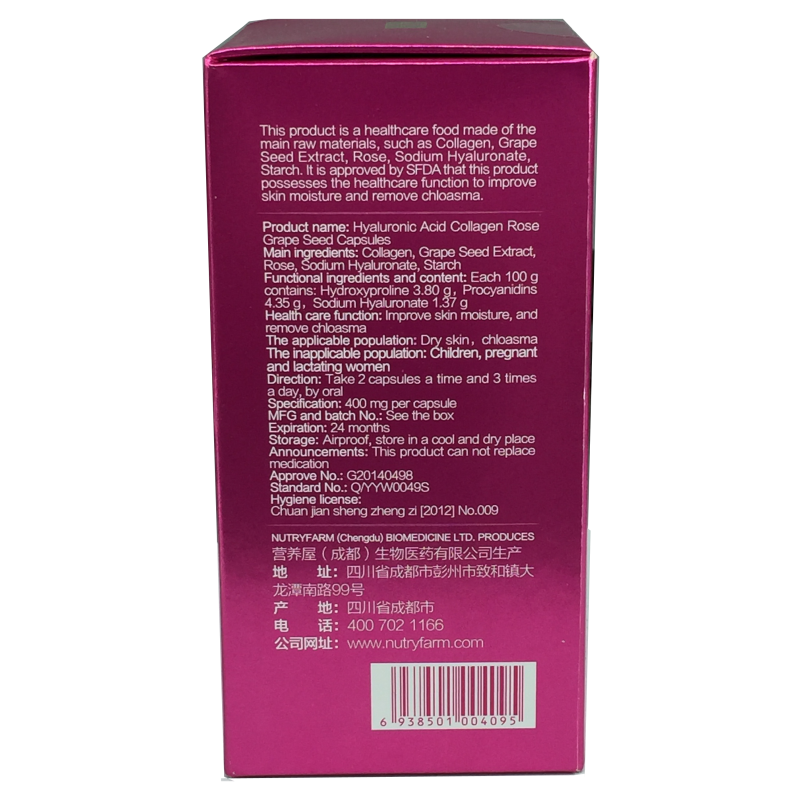 This product is a healthcare food made of the
main raw materials, such as Collagen, Grape
Seed Extract, Rose, Sodium Hyaluronate,
Starch. It is approved by SFDA that this product
possesses the healthcare function to improve
skin moisture and remove chloasma.
Product name: Hyaluronic Acid Collagen Rose
Grape Seed Capsules
Main ingredients: Collagen, Grape Seed Extract,
Rose, Sodium Hyaluronate, Starch
Functional ingredients and content: Each 100 g
contains: Hydroxyproline 3.80 g, Procyanidins
4.35 g, Sodium Hyaluronate 1.37 g
Health care function: Improve skin moisture, and
remove chloasma
The applicable population: Dry skin, chloasma
The inapplicable population: Children, pregnant
and lactating women
Direction: Take 2 capsules a time and 3 times
a day, by oral
Specification: 400 mg per capsule
MFG and batch No.: See the box
Expiration: 24 months
Storage: Airproof, store in a cool and dry place
Announcements: This product can not replace
medication
Approve No.: G20140498
Standard No.: Q/YYW0049S
Hygiene license:
Chuan jian sheng zheng zi [2012] No.009
NUTRYFARM (Chengdu) BIOMEDICINE LTD. PRODUCES
营养屋（成都）生物医药有限公司生产
地 址：四川省成都市彭州市致和镇大
龙潭南路99号
产 地：四川省成都市
电 话：400 702 1166
公司网址：www.nutryfarm.com
6 938501 004095